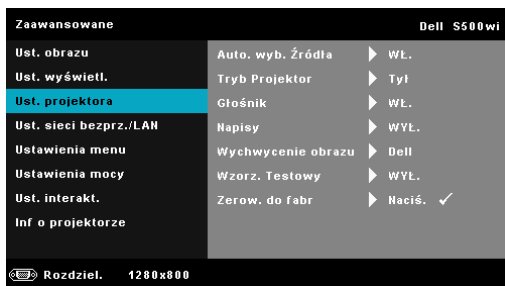 Zaawansowane Dell S500wi
Ust. obrazu
Ust. wyświetl.
Ust. projektora
Ust. sieci bezprz./LAN
Ustawienia menu
Ustawienia mocy
Ust. interakt.
Inf o projektorze
Auto. wyb. Źródła WŁ.
Tryb Projektor Tył
Głośnik WŁ.
Napisy WYŁ.
Wychwycenie obrazu Dell
Wzorz. Testowy WYŁ.
Zerow. do fabr Naciś.
Rozdziel. 1280x800